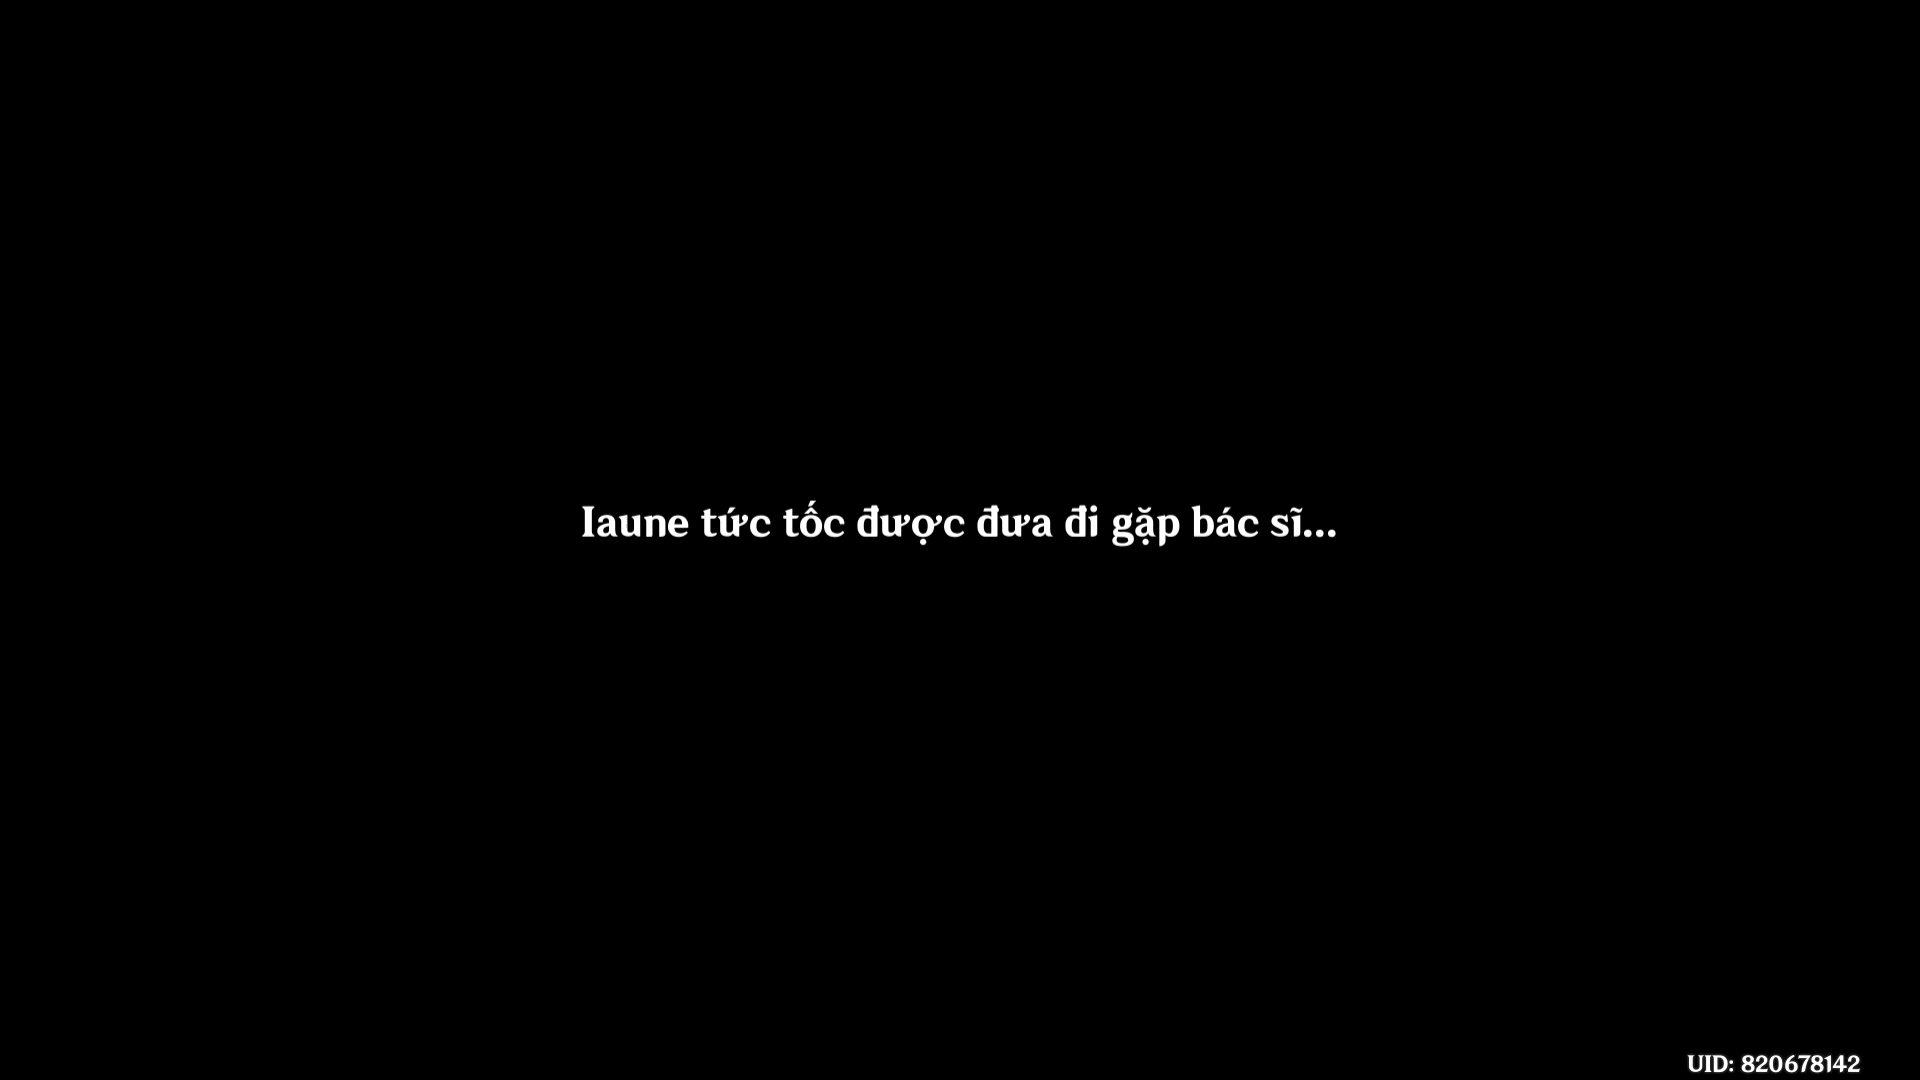 Iaune tức tốc được đưa đi gặp bác sĩ...
UID: 820678142